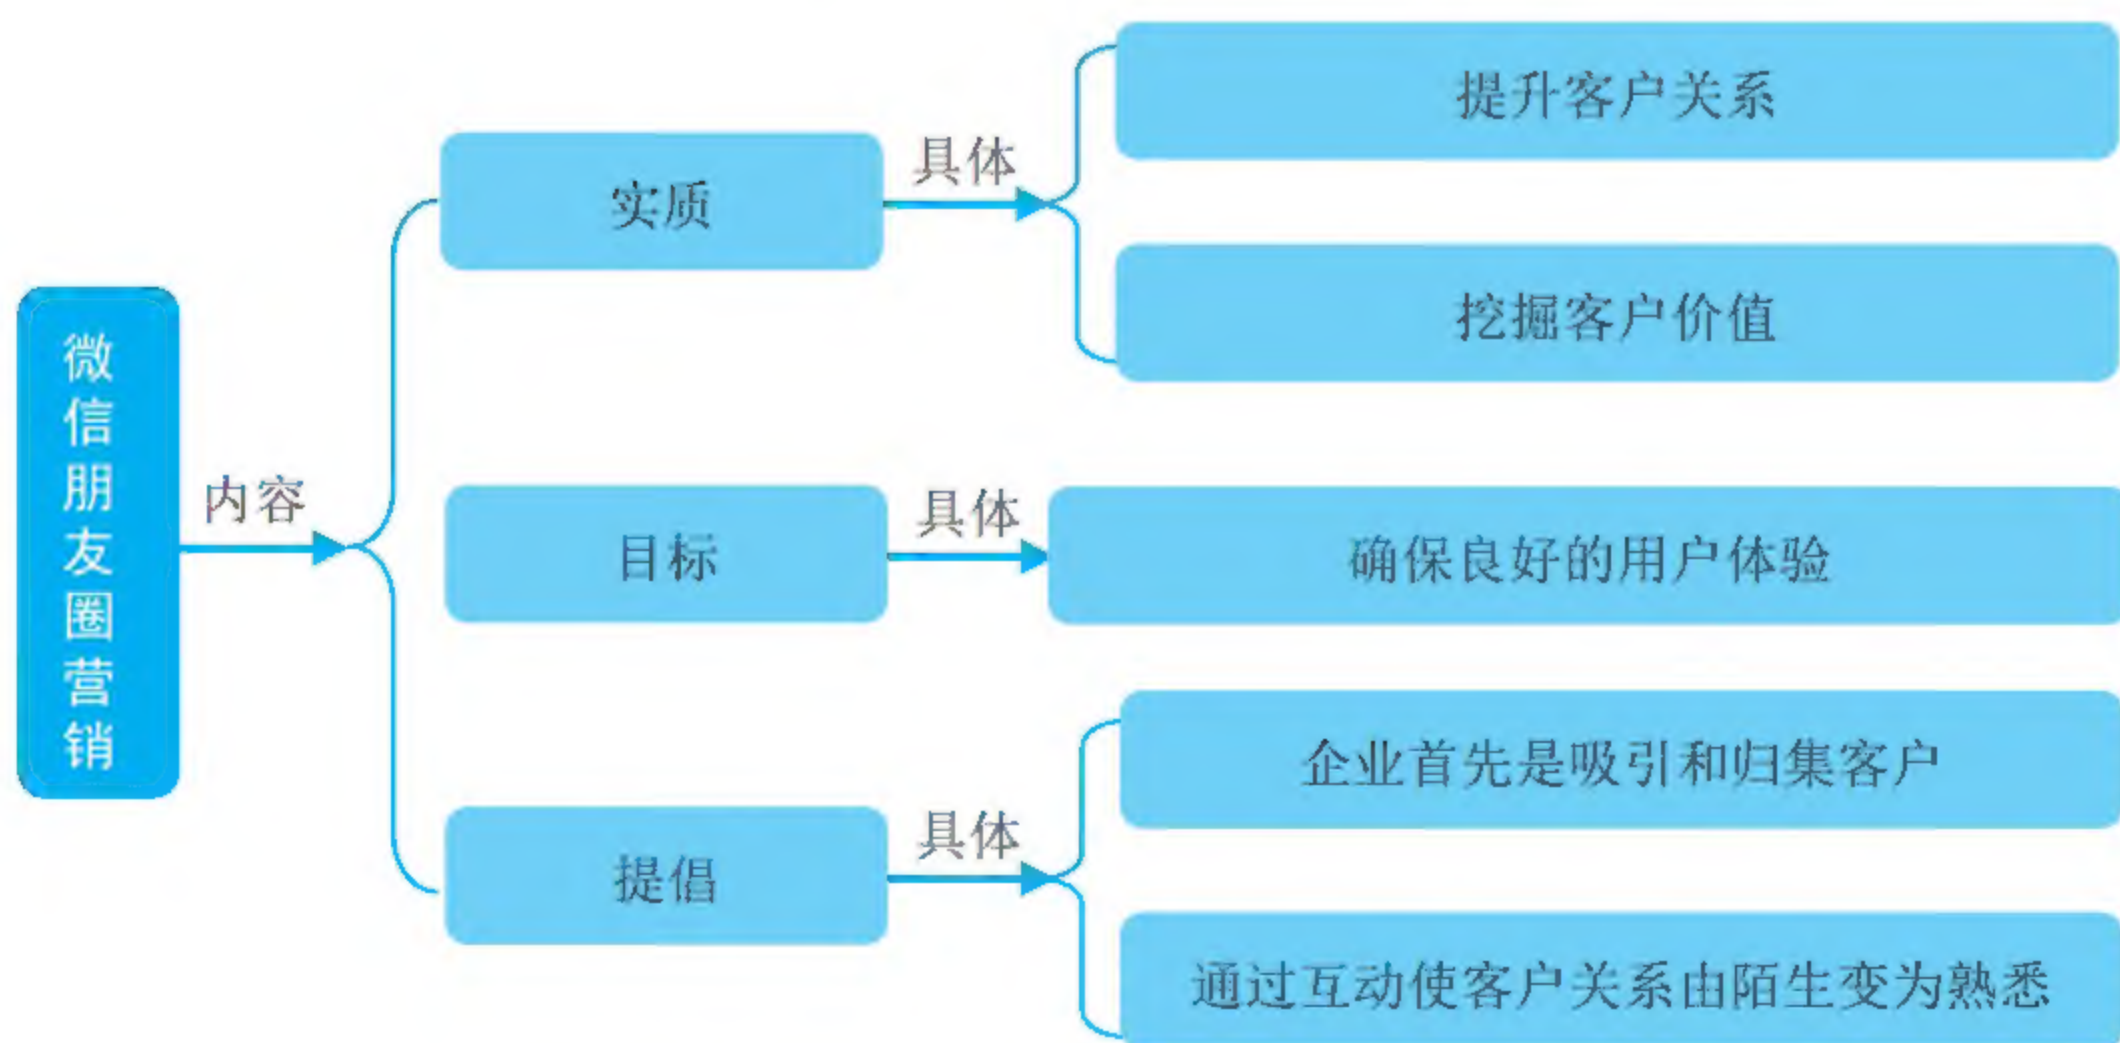 微信朋友圈营销
内容
实质
具体
提升客户关系
挖掘客户价值
目标
具体
确保良好的用户体验
提倡
具体
企业首先是吸引和归集客户
通过互动使客户关系由陌生变为熟悉